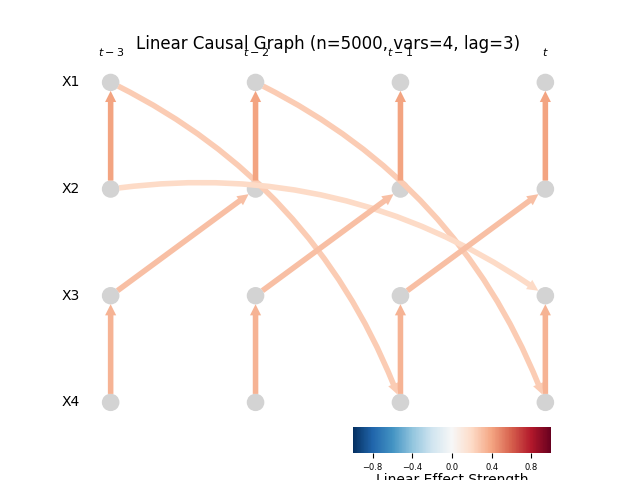 Linear Causal Graph (n=5000, vars=4, lag=3)
t − 3 t − 2 t − 1 t
X1
X2
X3
X4
−0.8 −0.4 0.0 0.4 0.8
Linear Effect Strength